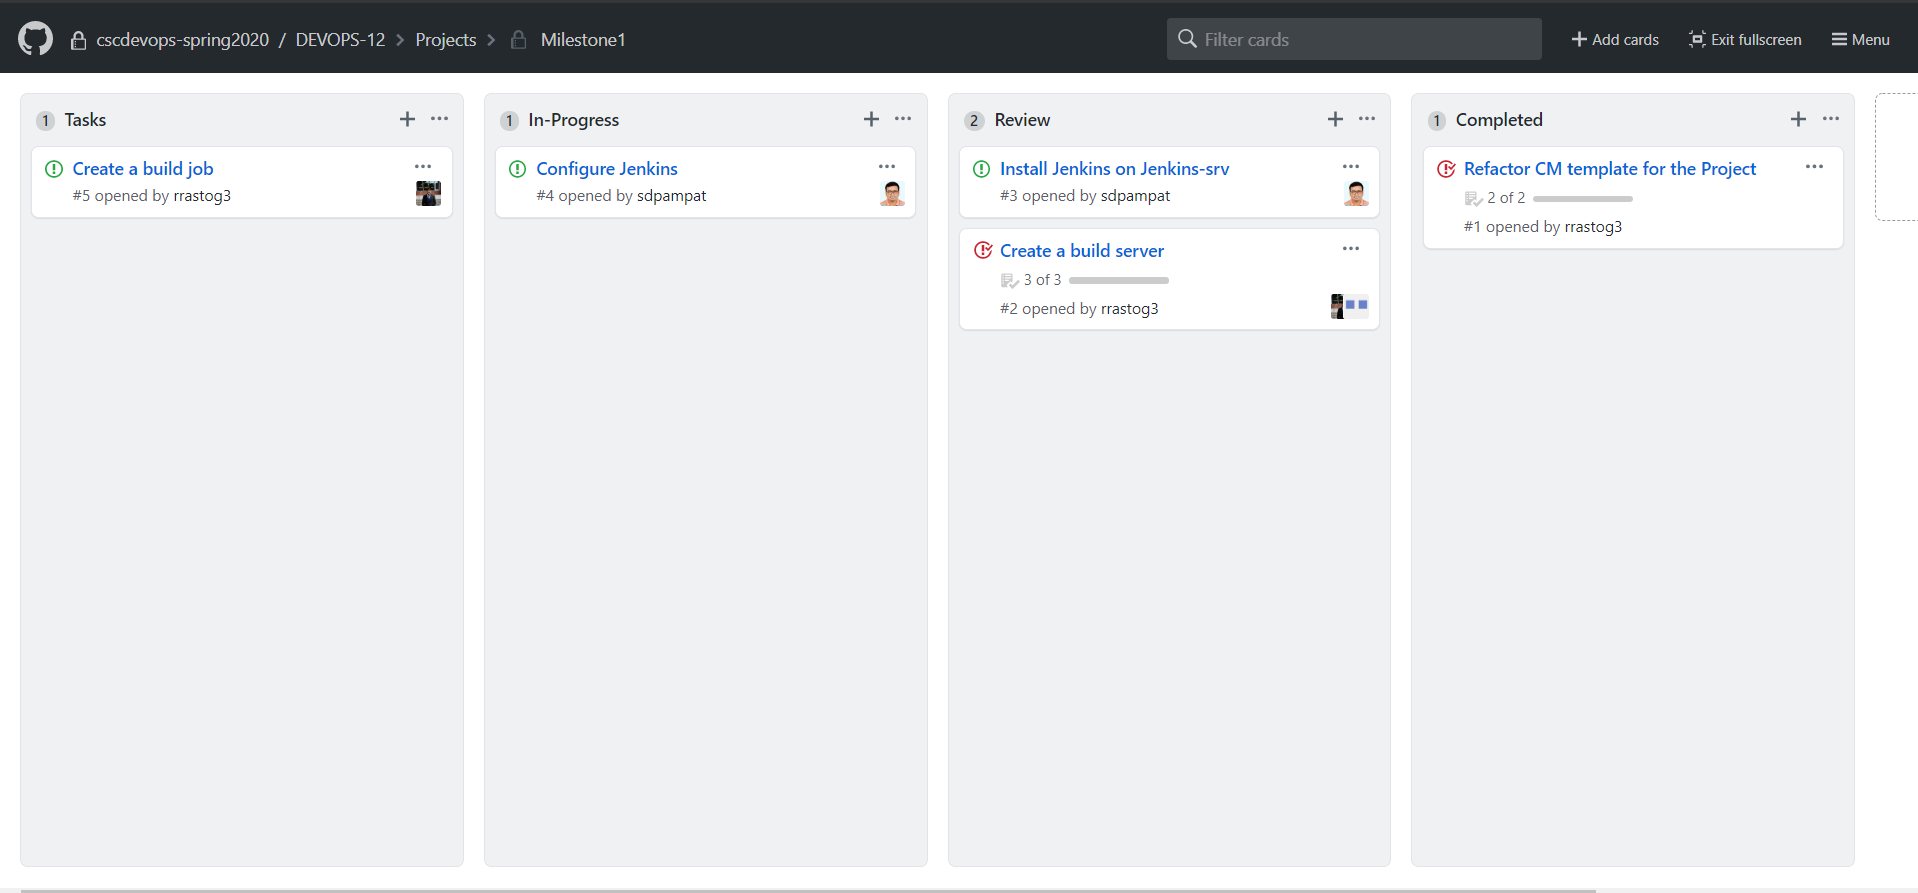 cscdevops-spring2020 / DEVOPS-12 Projects Milestone1
Filter cards
Add cards
Exit fullscreen
Menu
1 Tasks
Create a build job
#5 opened by rrastog3
1 In-Progress
Configure Jenkins
#4 opened by sdpampat
2 Review
Install Jenkins on Jenkins-srv
#3 opened by sdpampat
Create a build server
3 of 3
#2 opened by rrastog3
1 Completed
Refactor CM template for the Project
2 of 2
#1 opened by rrastog3